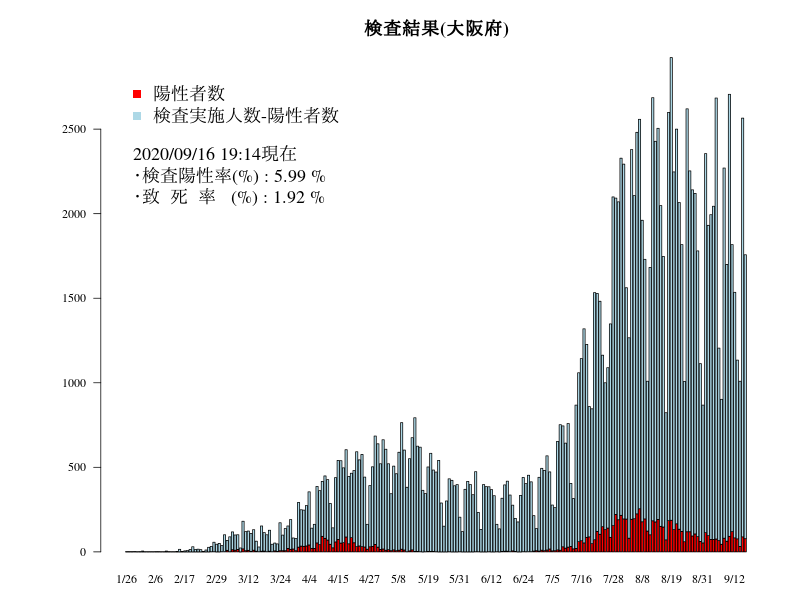 検査結果(大阪府)
陽性者数
検査実施人数-陽性者数
2020/09/16 19:14現在
・検査陽性率(%) : 5.99 %
・致 死 率 (%) : 1.92 %
2500
2000
1500
1000
500
0
1/26 2/6 2/17 2/29 3/12 3/24 4/4 4/15 4/27 5/8 5/19 5/31 6/12 6/24 7/5 7/16 7/28 8/8 8/19 8/31 9/12